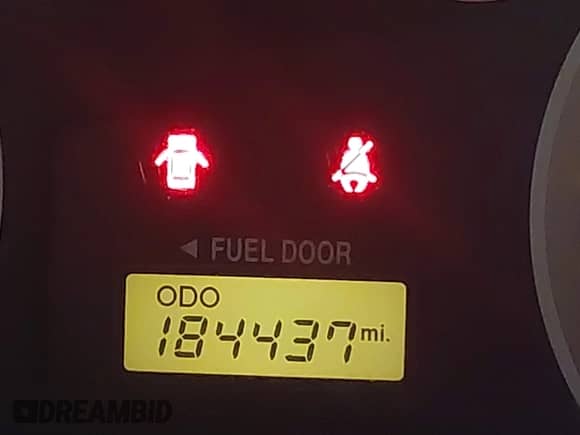 ◄ FUEL DOOR
ODO
184437 mi.
DREAMBID